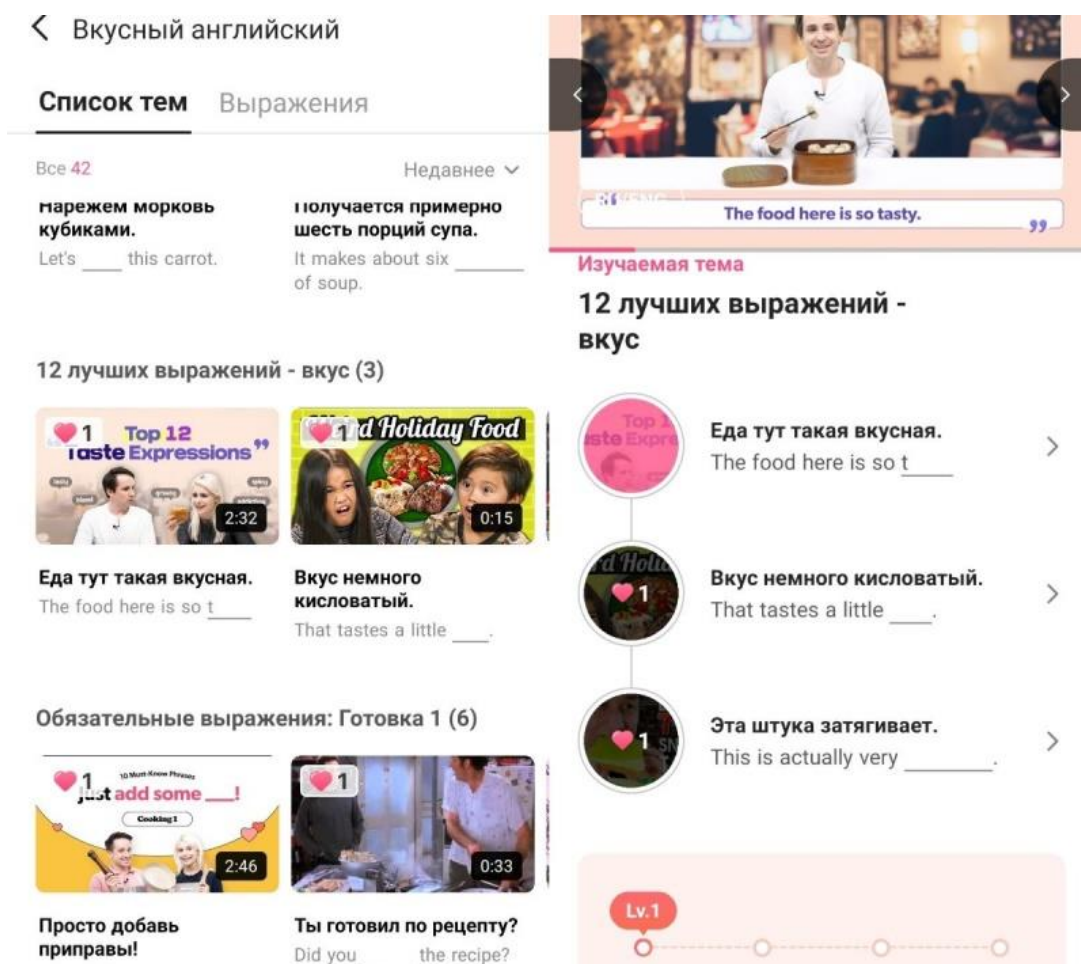 Вкусный английский
Список тем Выражения
Все 42 Недавнее
Нарежем морковь
кубиками.
Let's ____ this carrot.
Получается примерно
шесть порций супа.
It makes about six ______
of soup.
12 лучших выражений - вкус (3)
1
Top 12
Taste Expressions
2:32
Еда тут такая вкусная.
The food here is so t____
1
Weird Holiday Food
0:15
Вкус немного
кисловатый.
That tastes a little ____.
Обязательные выражения: Готовка 1 (6)
1
10 Must-Know Phrases
Just add some ___!
Cooking 1
2:46
Просто добавь
приправы!
1
0:33
Ты готовил по рецепту?
Did you ____ the recipe?
The food here is so tasty.
Изучаемая тема
12 лучших выражений -
вкус
Еда тут такая вкусная.
The food here is so t____
1
Вкус немного кисловатый.
That tastes a little ____.
1
Эта штука затягивает.
This is actually very ________.
Lv.1